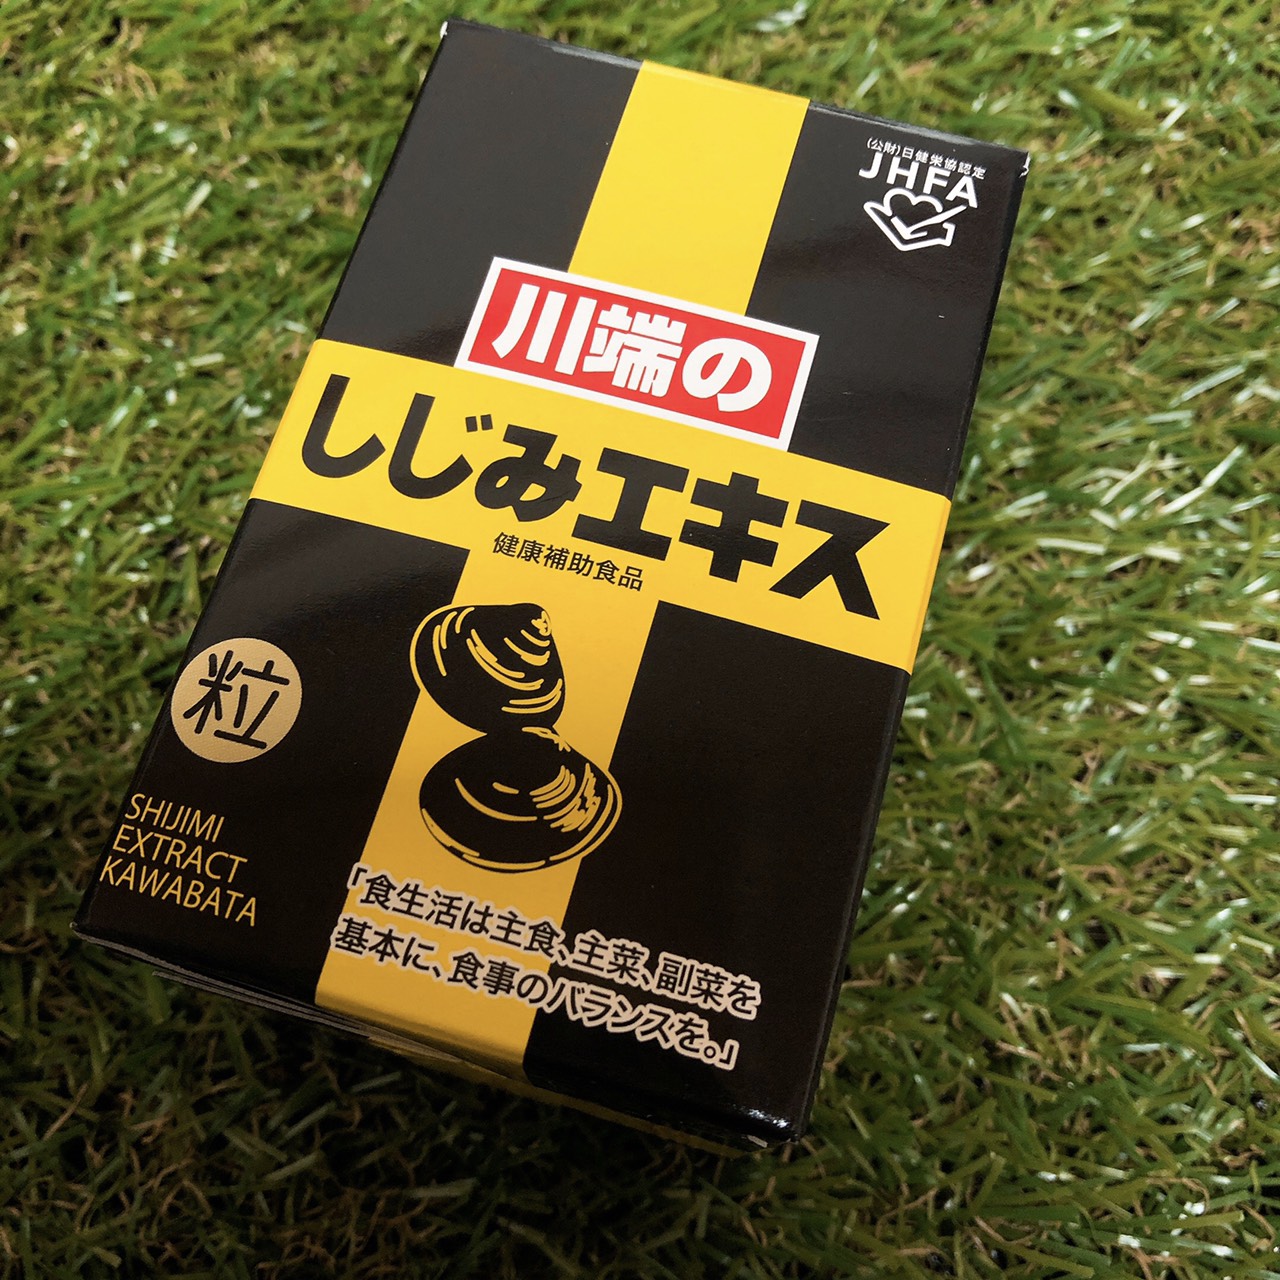 (公財)日健栄協認定
JHFA
川端の
しじみエキス
健康補助食品
粒
SHIJIMI
EXTRACT
KAWABATA
「食生活は主食、主菜、副菜を
基本に、食事のバランスを。」